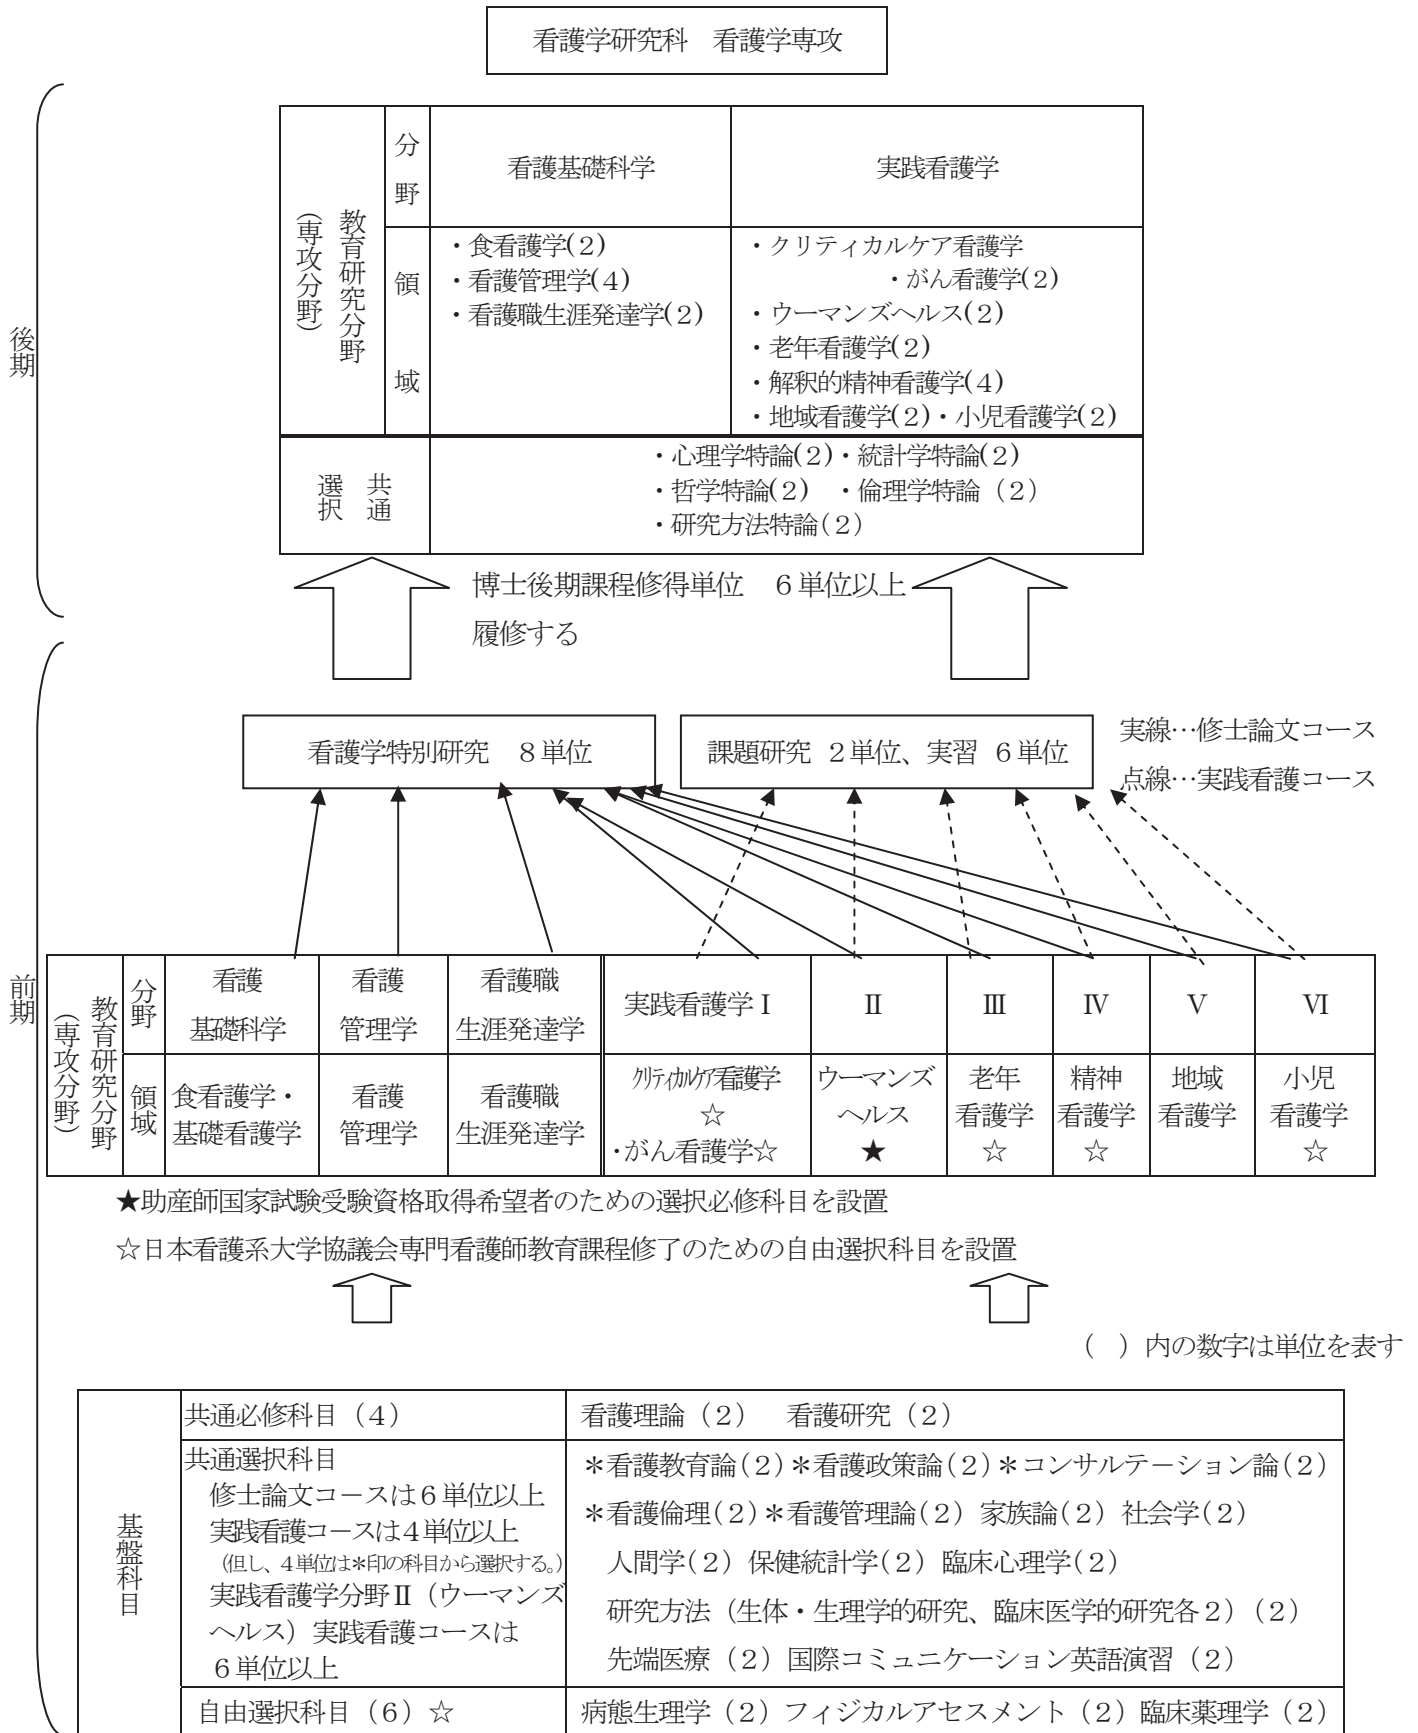 看護学研究科　看護学専攻
後期
教育研究分野
(専攻分野)
分野
看護基礎科学
実践看護学
領域
・食看護学(2)
・看護管理学(4)
・看護職生涯発達学(2)
・クリティカルケア看護学
・がん看護学(2)
・ウーマンズヘルス(2)
・老年看護学(2)
・解釈的精神看護学(4)
・地域看護学(2)・小児看護学(2)
共通
選択
・心理学特論(2)・統計学特論(2)
・哲学特論(2)　・倫理学特論（2）
・研究方法特論(2)
博士後期課程修得単位　6単位以上
履修する
前期
看護学特別研究　8単位
課題研究 2単位、実習 6単位
実線…修士論文コース
点線…実践看護コース
教育研究分野
(専攻分野)
分野
看護
基礎科学
看護
管理学
看護職
生涯発達学
実践看護学Ⅰ
Ⅱ
Ⅲ
Ⅳ
Ⅴ
Ⅵ
領域
食看護学・
基礎看護学
看護
管理学
看護職
生涯発達学
クリティカルケア看護学
☆
・がん看護学☆
ウーマンズ
ヘルス
★
老年
看護学
☆
精神
看護学
☆
地域
看護学
小児
看護学
☆
★助産師国家試験受験資格取得希望者のための選択必修科目を設置
☆日本看護系大学協議会専門看護師教育課程修了のための自由選択科目を設置
（　）内の数字は単位を表す
基盤科目
共通必修科目（4）
看護理論（2）　看護研究（2）
共通選択科目
修士論文コースは6単位以上
実践看護コースは4単位以上
（但し、4単位は＊印の科目から選択する。）
実践看護学分野Ⅱ（ウーマンズ
ヘルス）実践看護コースは
6単位以上
＊看護教育論(2)＊看護政策論(2)＊コンサルテーション論(2)
＊看護倫理(2)＊看護管理論(2) 家族論(2) 社会学(2)
人間学(2) 保健統計学(2) 臨床心理学(2)
研究方法（生体・生理学的研究、臨床医学的研究各2）(2)
先端医療（2）国際コミュニケーション英語演習（2）
自由選択科目（6）☆
病態生理学（2）フィジカルアセスメント（2）臨床薬理学（2）